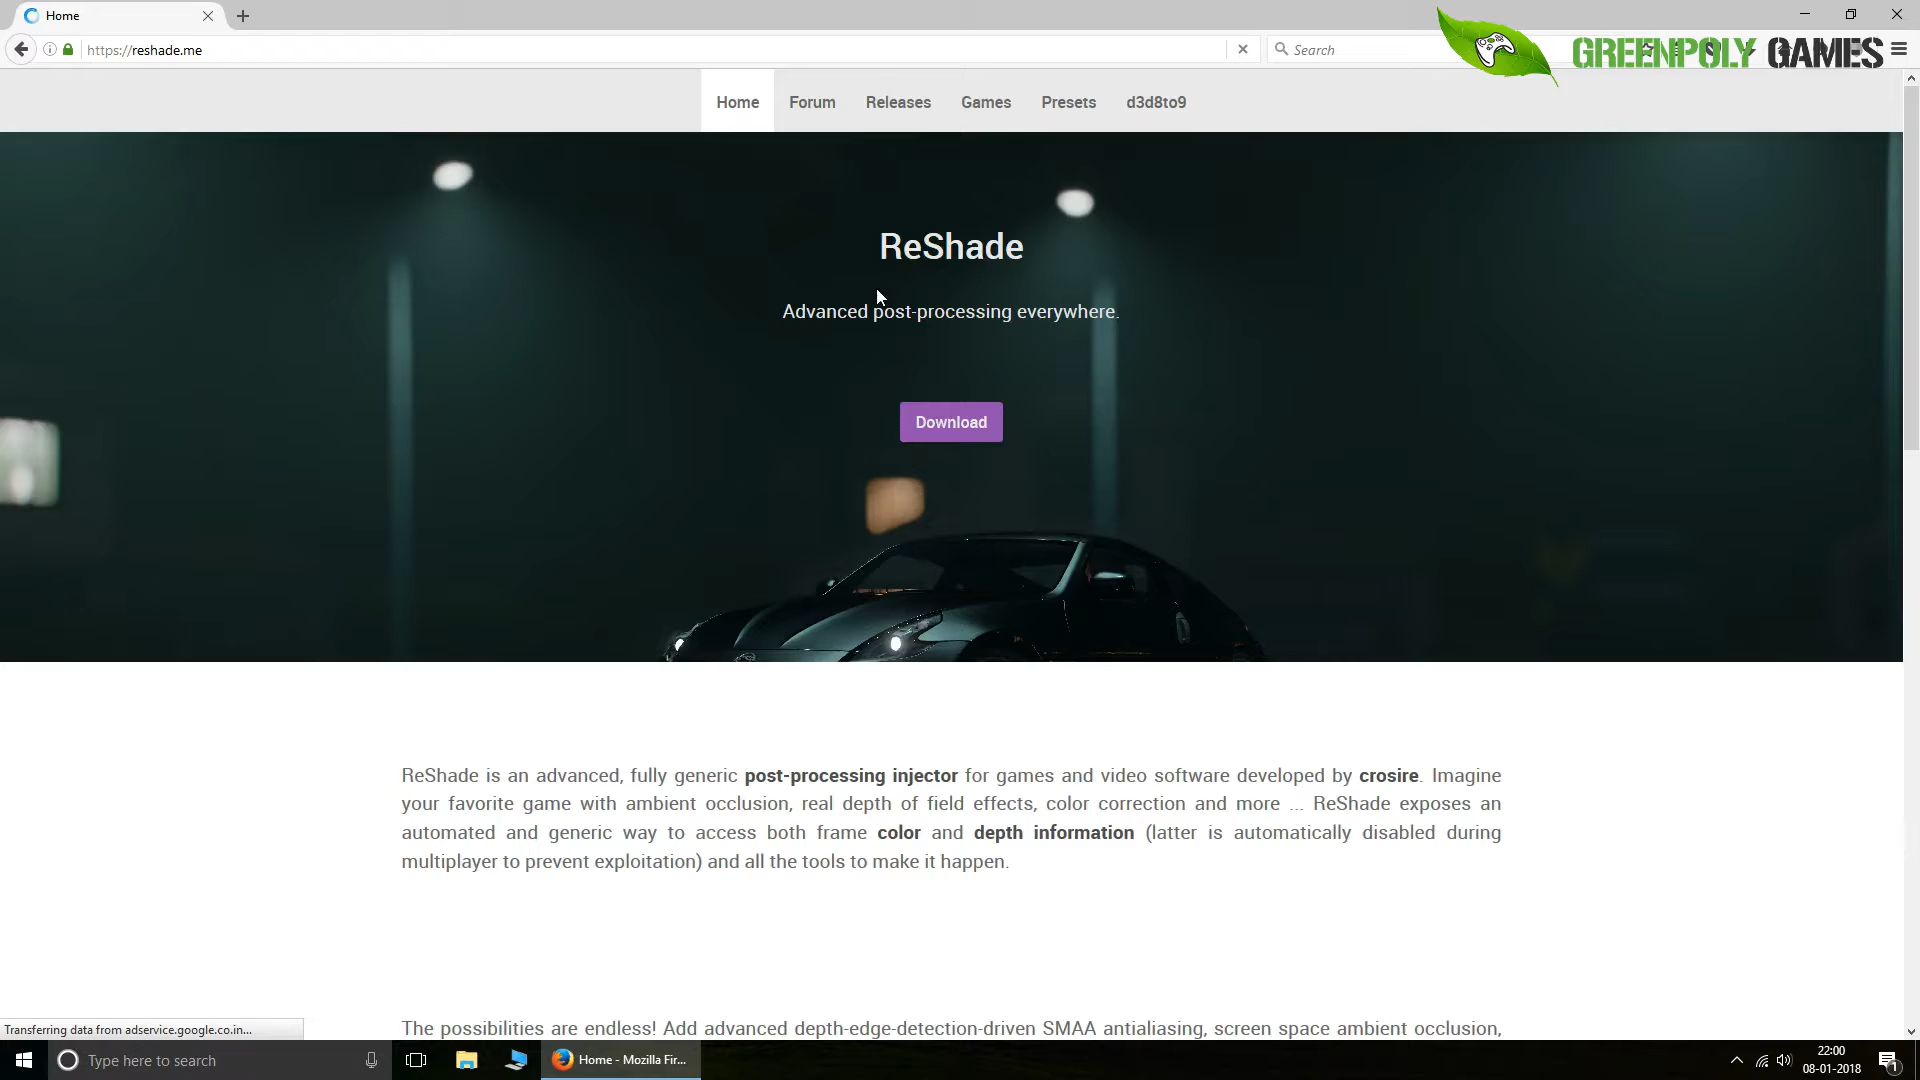 Home
https://reshade.me
Search
GREENPOLY GAMES
Home Forum Releases Games Presets d3d8to9
ReShade
Advanced post-processing everywhere.
Download
ReShade is an advanced, fully generic post-processing injector for games and video software developed by crosire. Imagine
your favorite game with ambient occlusion, real depth of field effects, color correction and more ... ReShade exposes an
automated and generic way to access both frame color and depth information (latter is automatically disabled during
multiplayer to prevent exploitation) and all the tools to make it happen.
The possibilities are endless! Add advanced depth-edge-detection-driven SMAA antialiasing, screen space ambient occlusion,
Transferring data from adservice.google.co.in...
Type here to search
Home - Mozilla Fir...
22:00
08-01-2018
1